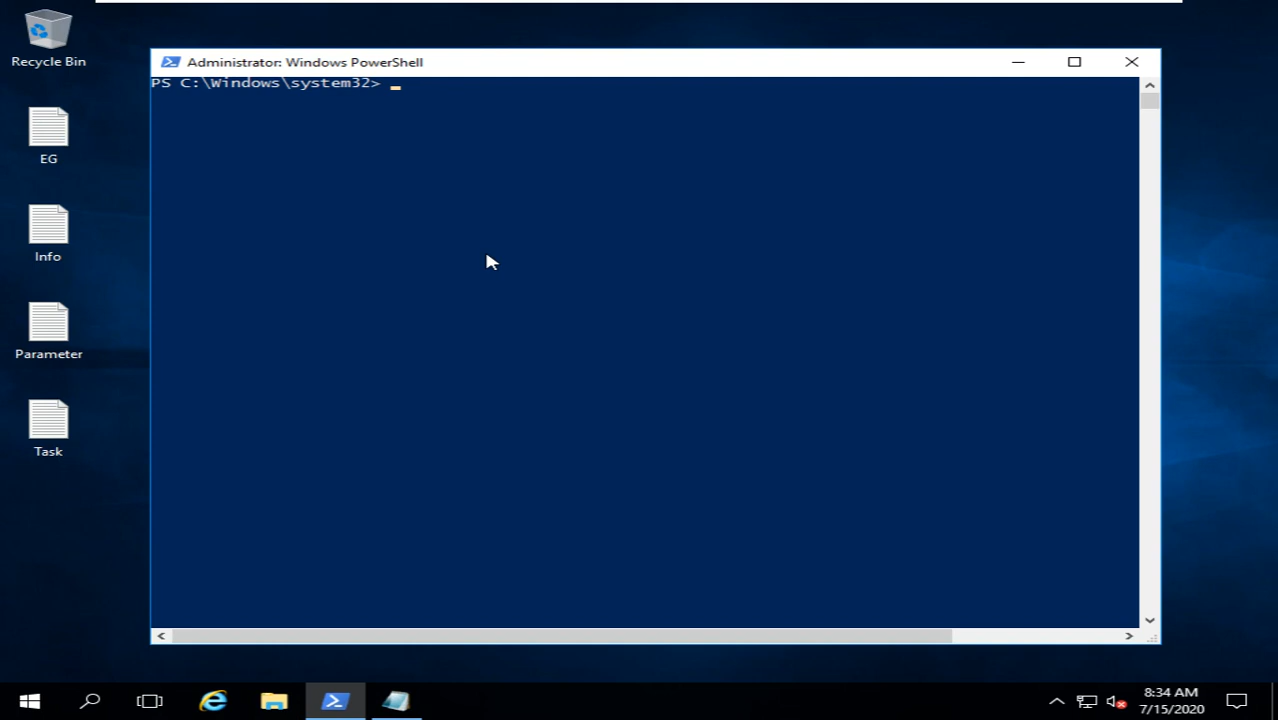 Recycle Bin
EG
Info
Parameter
Task
Administrator: Windows PowerShell
PS C:\Windows\system32>
8:34 AM
7/15/2020